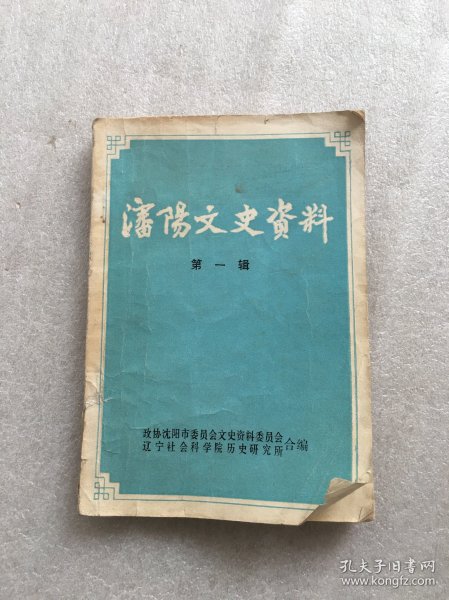 瀋陽文史資料
第一辑
政协沈阳市委员会文史资料委员会
辽宁社会科学院历史研究所
合编
孔夫子旧书网
www.kongfz.com